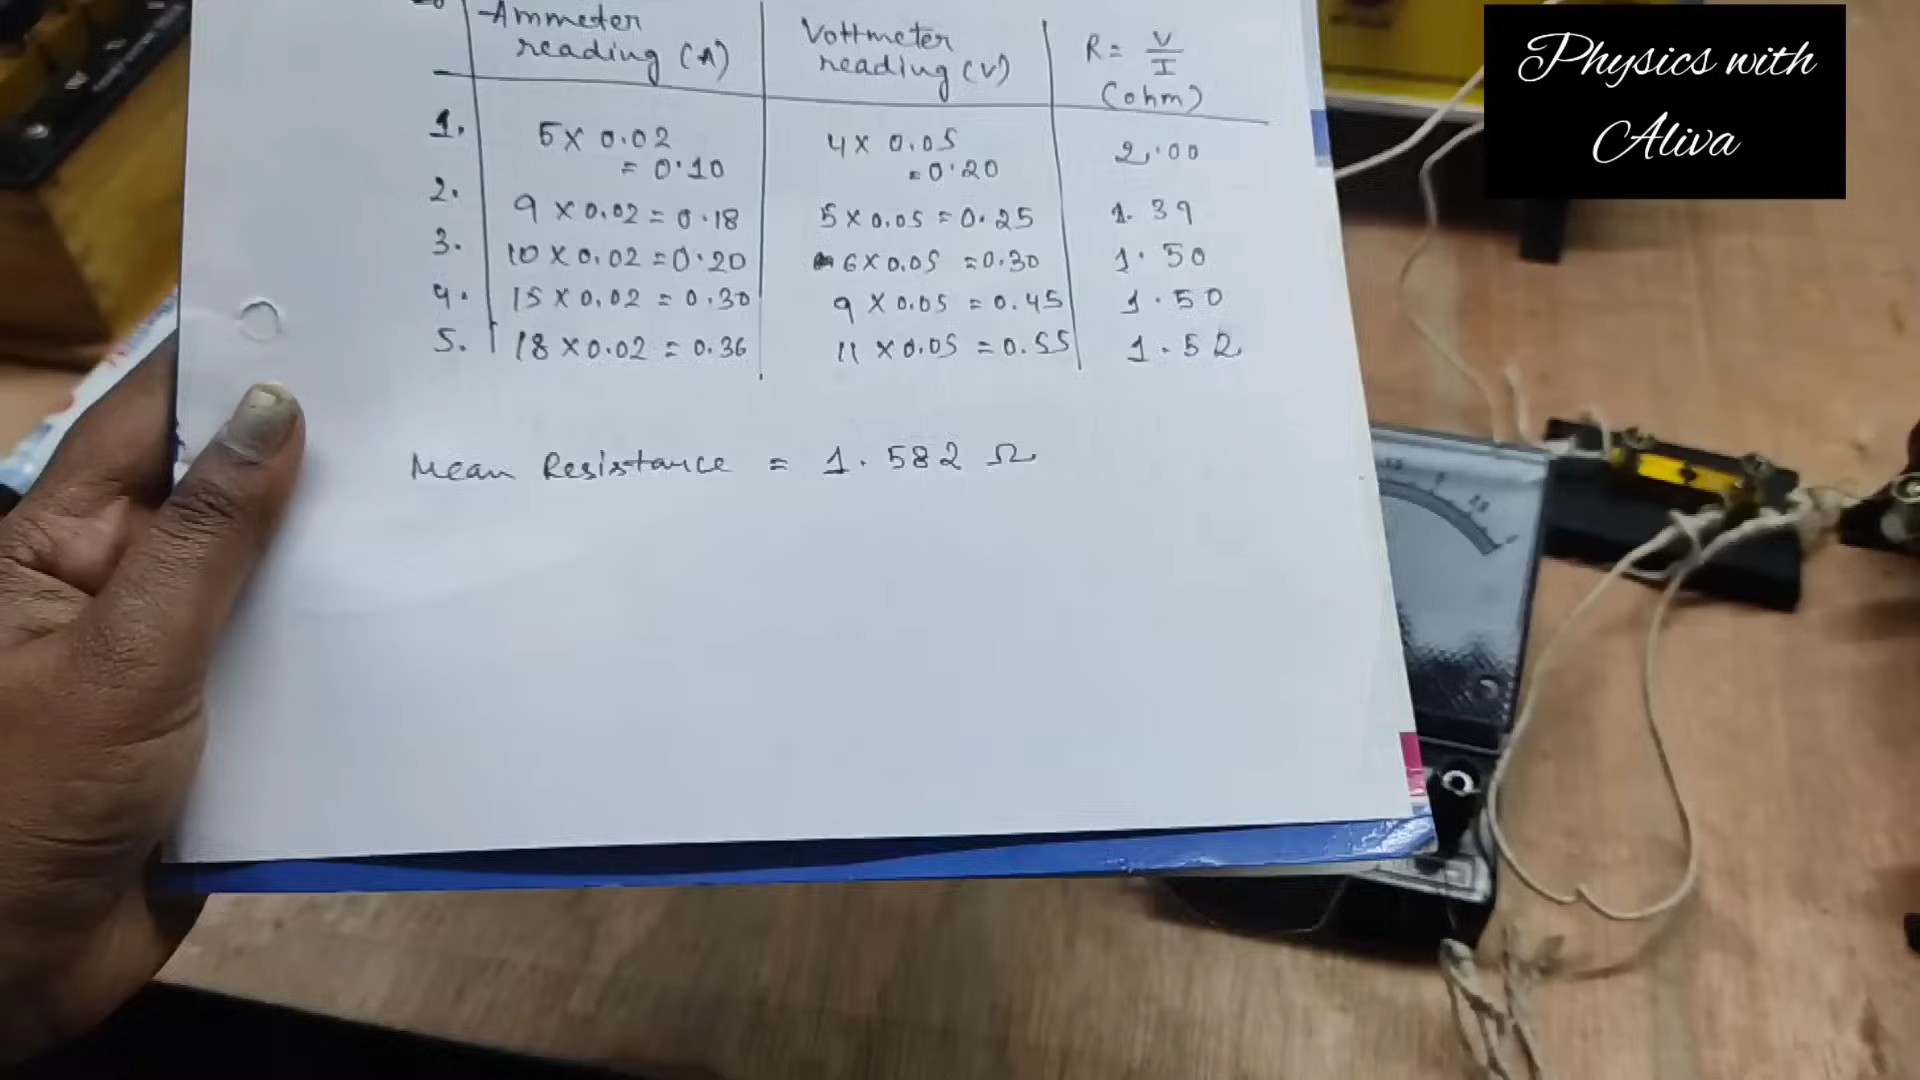 Ammeter
reading (A)
Voltmeter
reading (V)
R = V/I
(ohm)
1. 5 x 0.02 4 x 0.05 2.00
= 0.10 = 0.20
2. 9 x 0.02 = 0.18 5 x 0.05 = 0.25 1.39
3. 10 x 0.02 = 0.20 6 x 0.05 = 0.30 1.50
4. 15 x 0.02 = 0.30 9 x 0.05 = 0.45 1.50
5. 18 x 0.02 = 0.36 11 x 0.05 = 0.55 1.52
Mean Resistance = 1.582 Ω
Physics with
Aliva